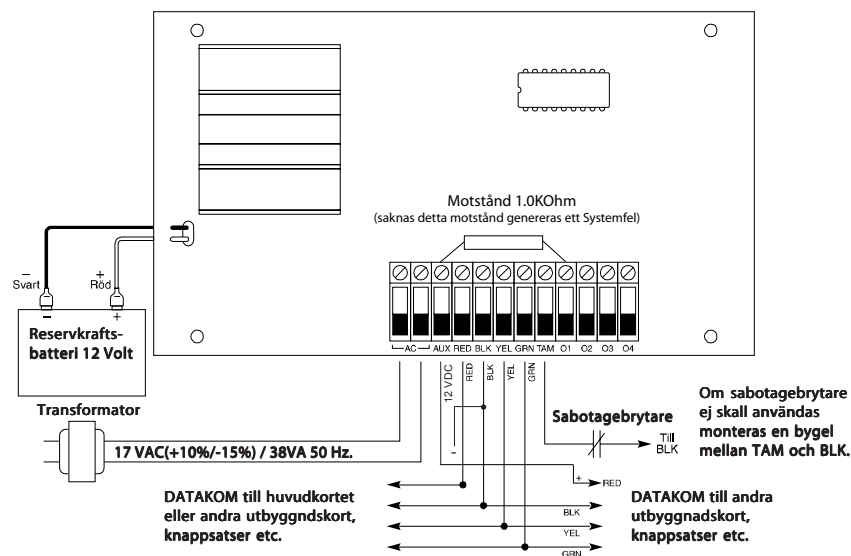 Motstånd 1.0KOhm
(saknas detta motstånd genereras ett Systemfel)
–
Svart
+
Röd
–
+
Reservkrafts-
batteri 12 Volt
AC AUX RED BLK YEL GRN TAM O1 O2 O3 O4
12 VDC
RED
BLK
YEL
GRN
–
Transformator
17 VAC(+10%/-15%) / 38VA 50 Hz.
Sabotagebrytare
Till
BLK
Om sabotagebrytare
ej skall användas
monteras en bygel
mellan TAM och BLK.
DATAKOM till huvudkortet
eller andra utbyggndskort,
knappsatser etc.
+
RED
BLK
YEL
GRN
DATAKOM till andra
utbyggnadskort,
knappsatser etc.